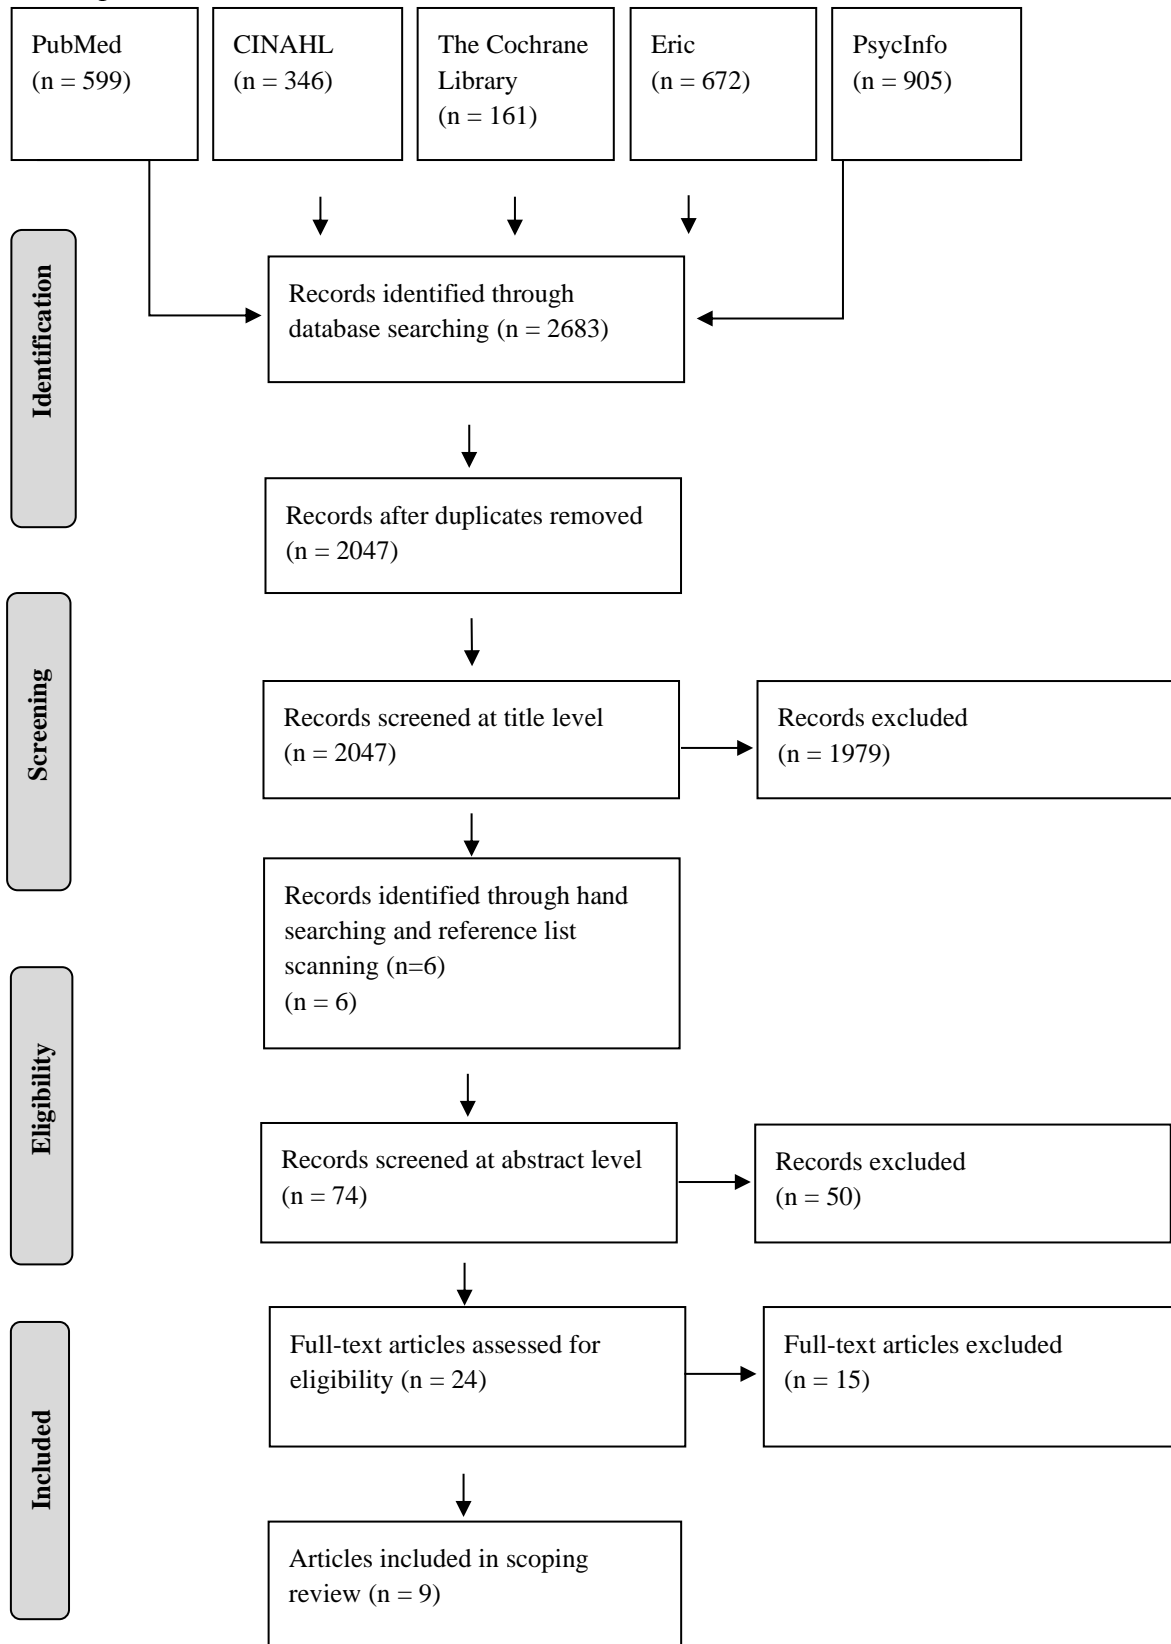 PubMed
(n = 599)
CINAHL
(n = 346)
The Cochrane
Library
(n = 161)
Eric
(n = 672)
PsycInfo
(n = 905)
Identification
Records identified through
database searching (n = 2683)
Records after duplicates removed
(n = 2047)
Screening
Records screened at title level
(n = 2047)
Records excluded
(n = 1979)
Records identified through hand
searching and reference list
scanning (n=6)
(n = 6)
Eligibility
Records screened at abstract level
(n = 74)
Records excluded
(n = 50)
Full-text articles assessed for
eligibility (n = 24)
Full-text articles excluded
(n = 15)
Included
Articles included in scoping
review (n = 9)